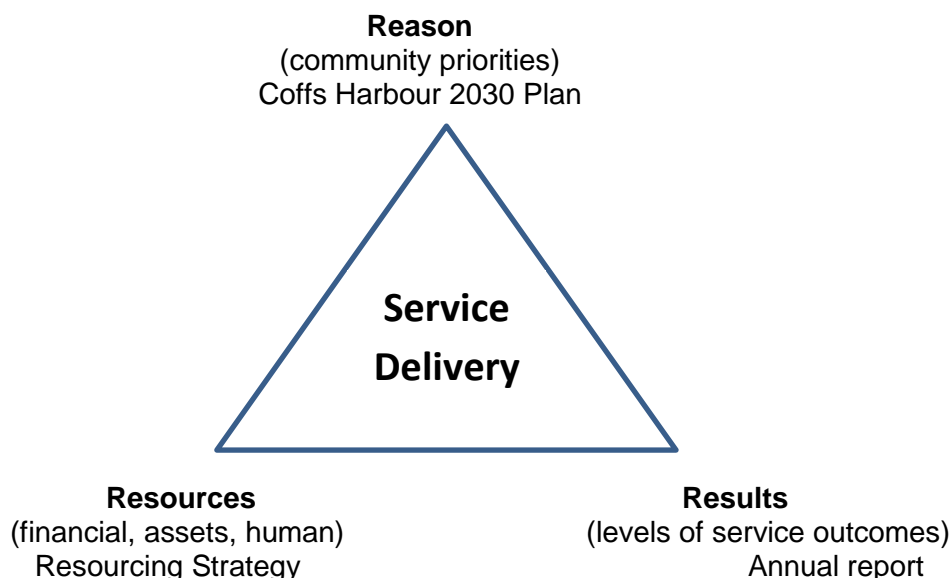 Reason
(community priorities)
Coffs Harbour 2030 Plan
Service
Delivery
Resources
(financial, assets, human)
Resourcing Strategy
Results
(levels of service outcomes)
Annual report